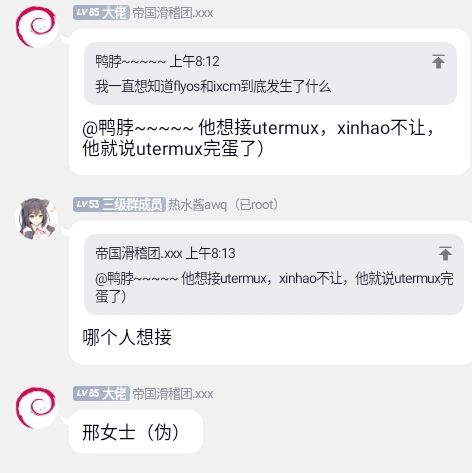 LV85 大佬 帝国滑稽团.xxx
鸭脖~~~~~ 上午8:12
我一直想知道flyos和ixcm到底发生了什么
@鸭脖~~~~~ 他想接utermux，xinhao不让，
他就说utermux完蛋了）
LV53 三级群成员 热水酱awq（已root）
帝国滑稽团.xxx 上午8:13
@鸭脖~~~~~ 他想接utermux，xinhao不让，他就说utermux完
蛋了）
哪个人想接
LV85 大佬 帝国滑稽团.xxx
邢女士（伪）